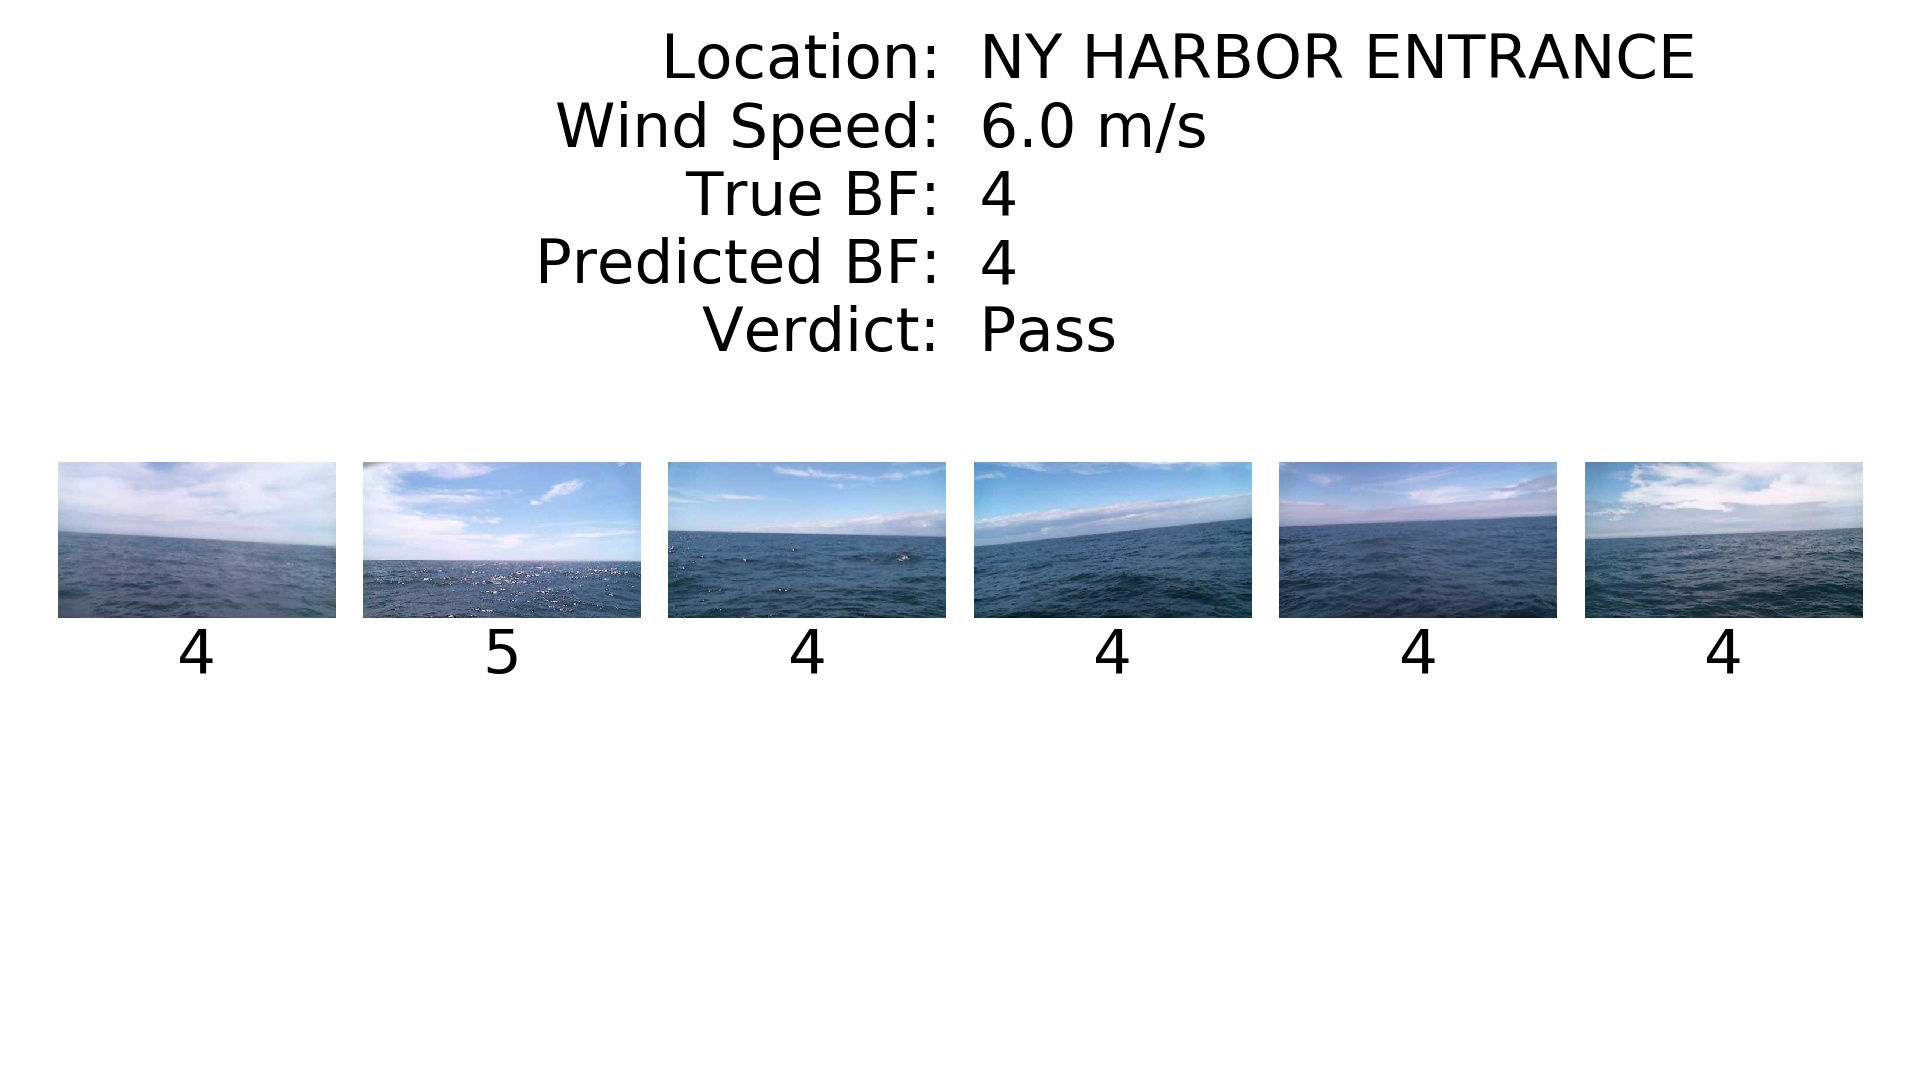 Location: NY HARBOR ENTRANCE
Wind Speed: 6.0 m/s
True BF: 4
Predicted BF: 4
Verdict: Pass
4 5 4 4 4 4